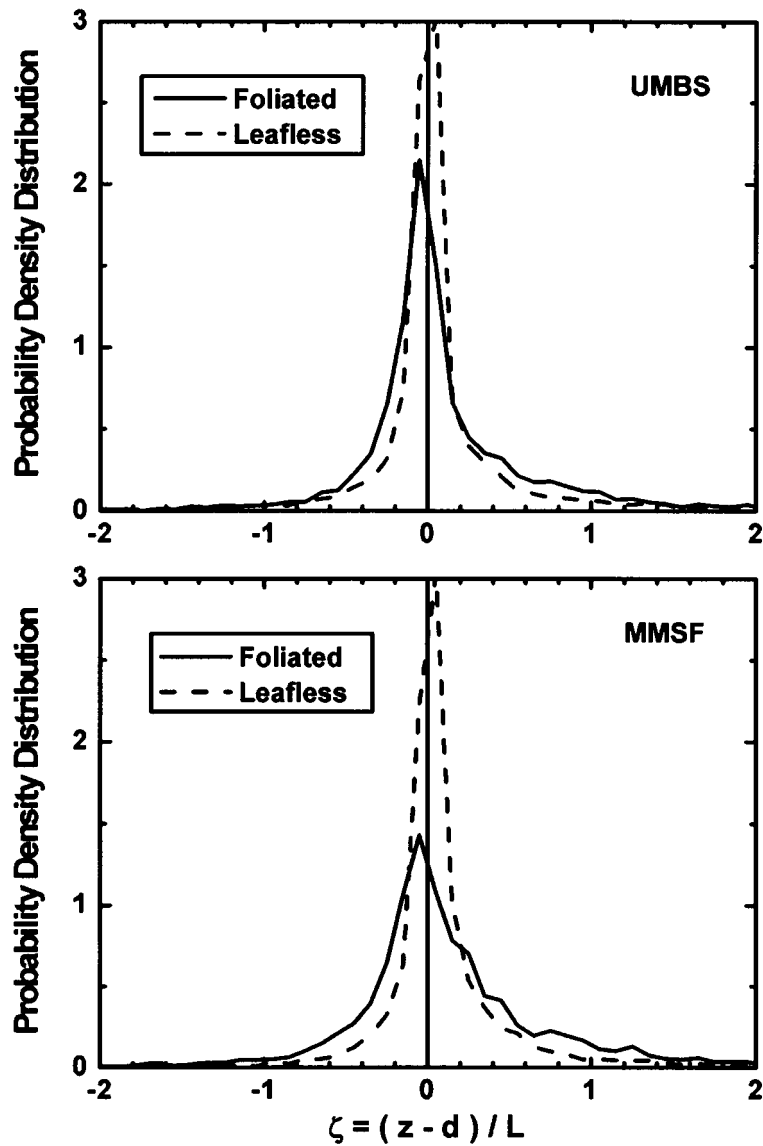 3
2
1
0
Probability Density Distribution
Foliated
Leafless
UMBS
-2 -1 0 1 2
3
2
1
0
Probability Density Distribution
Foliated
Leafless
MMSF
-2 -1 0 1 2
ζ = ( z - d ) / L